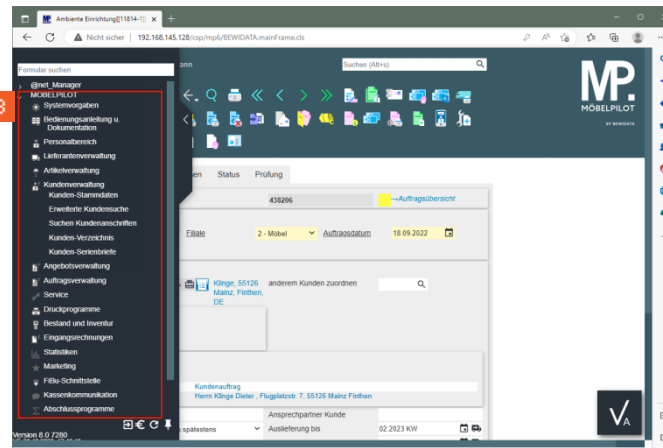 Ambiente Einrichtung[[11814-1]]
Nicht sicher | 192.168.145.128/csp/mp6/BEWIDATA.mainFrame.cls
Formular suchen
ann
Suchen (Alt+s)
@net_Manager
MÖBELPILOT
Systemvorgaben
Bedienungsanleitung u.
Dokumentation
Personalbereich
Lieferantenverwaltung
Artikelverwaltung
Kundenverwaltung
Kunden-Stammdaten
Erweiterte Kundensuche
Suchen Kundenanschriften
Kunden-Verzeichnis
Kunden-Serienbriefe
Angebotsverwaltung
Auftragsverwaltung
Service
Druckprogramme
Bestand und Inventur
Eingangsrechnungen
Statistiken
Marketing
FiBu-Schnittstelle
Kassenkommunikation
Abschlussprogramme
Version 8.0 7280
MP.
MÖBELPILOT
BY BEWIDATA
en Status Prüfung
438206
→Auftragsübersicht
Filiale 2 - Möbel Auftragsdatum 18.09.2022
Klinge, 55126 anderem Kunden zuordnen
Mainz, Finthen,
DE
Kundenauftrag
Herrn Klinge Dieter , Flugplatzstr. 7, 55126 Mainz Finthen
Ansprechpartner Kunde
spätestens Auslieferung bis 02.2023 KW